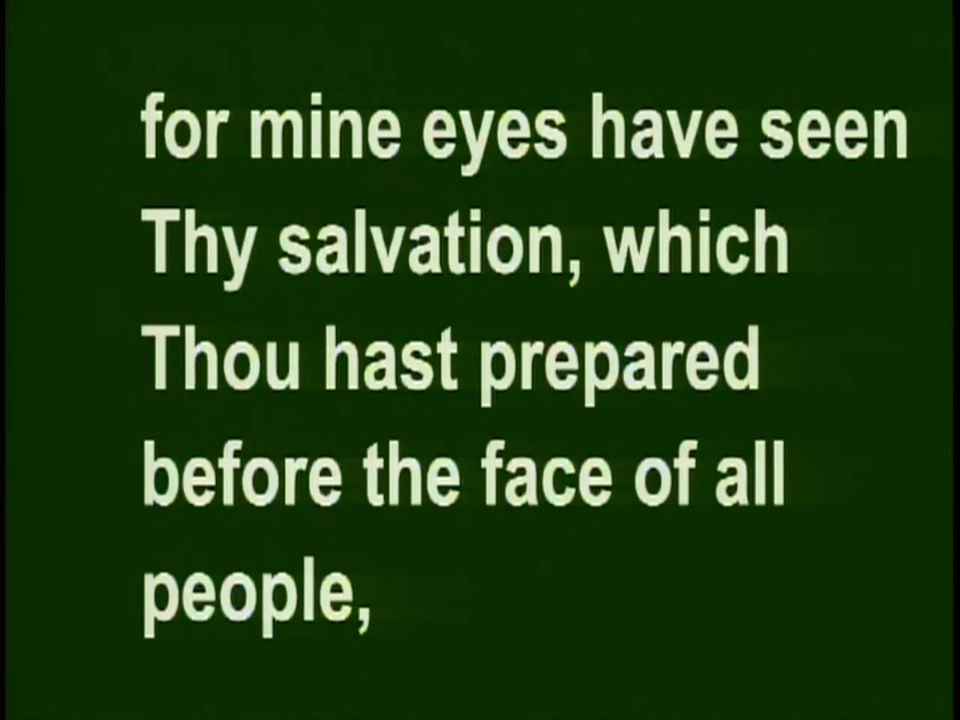 for mine eyes have seen
Thy salvation, which
Thou hast prepared
before the face of all
people,